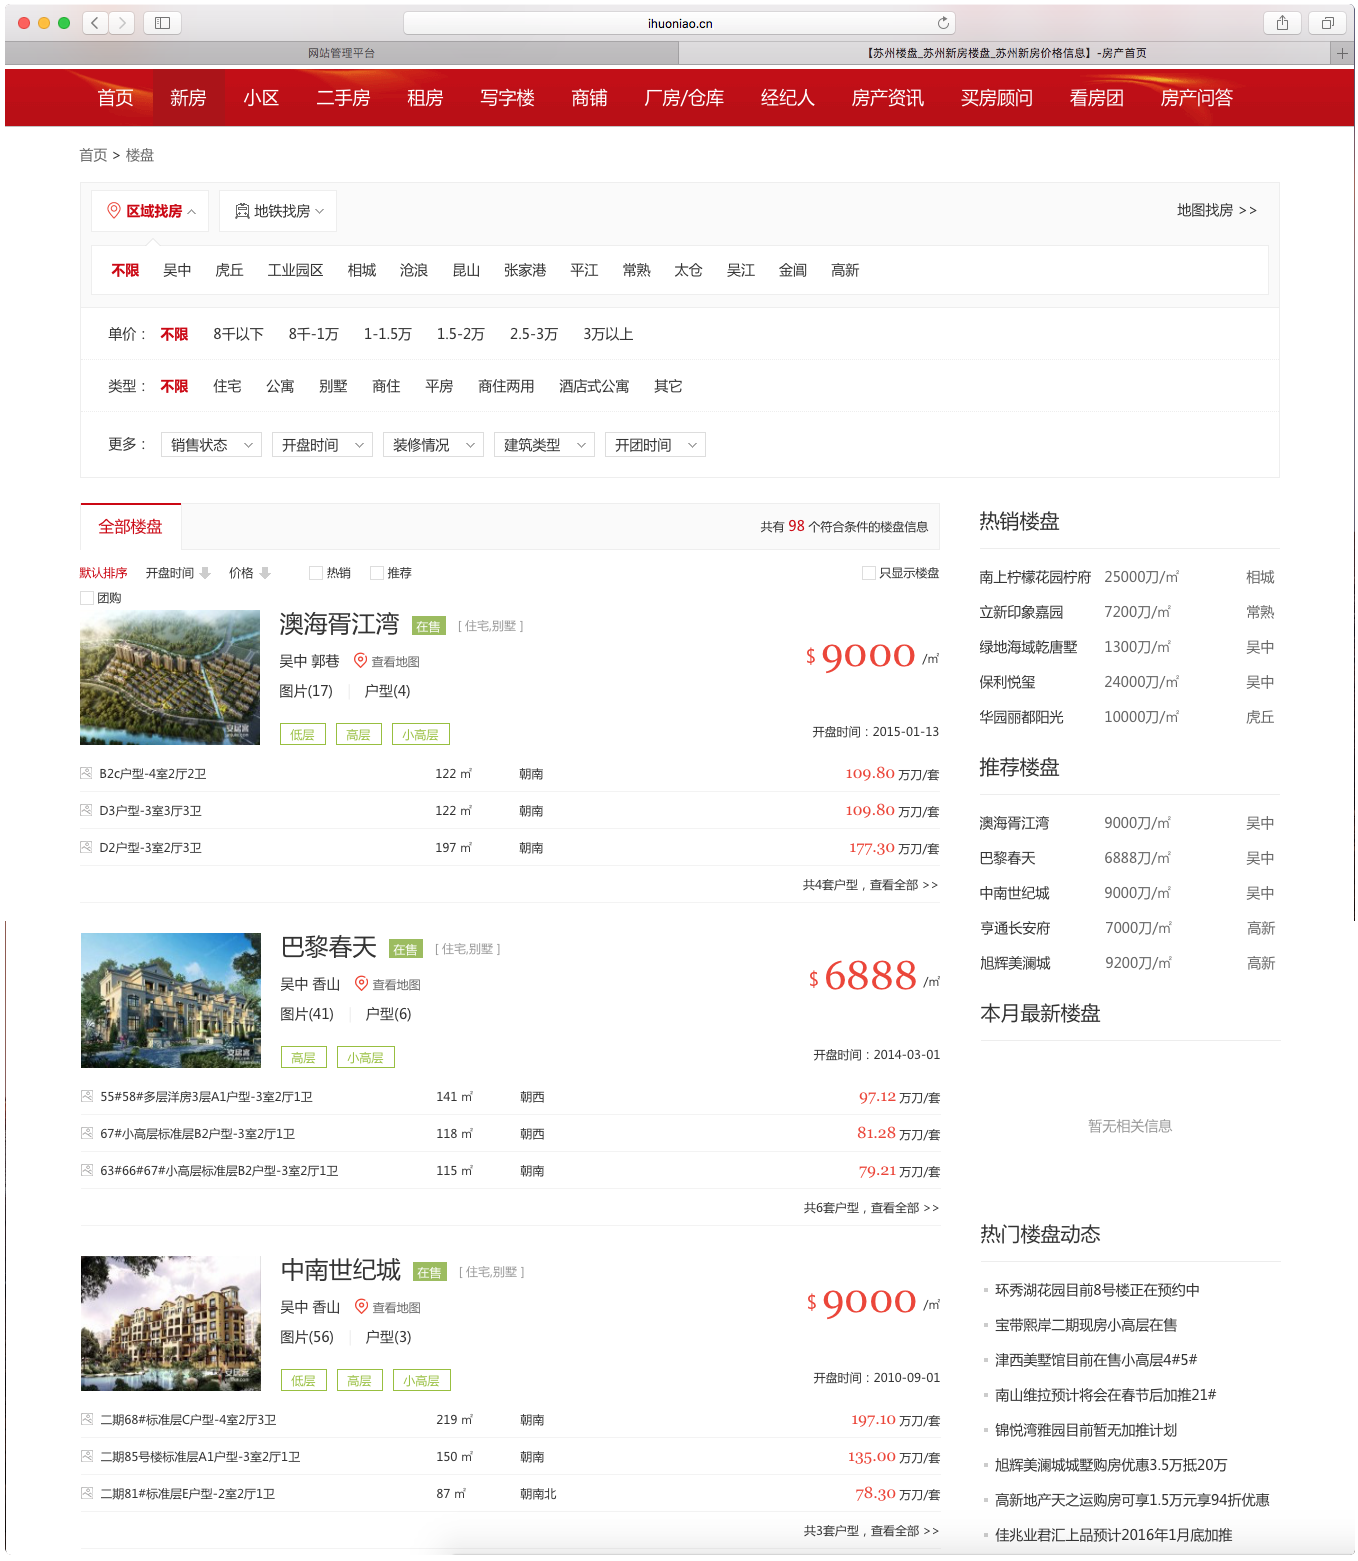 ihuoniao.cn
网站管理平台
【苏州楼盘_苏州新房楼盘_苏州新房价格信息】-房产首页
首页 新房 小区 二手房 租房 写字楼 商铺 厂房/仓库 经纪人 房产资讯 买房顾问 看房团 房产问答
首页 > 楼盘
区域找房 地铁找房 地图找房 >>
不限 吴中 虎丘 工业园区 相城 沧浪 昆山 张家港 平江 常熟 太仓 吴江 金阊 高新
单价： 不限 8千以下 8千-1万 1-1.5万 1.5-2万 2.5-3万 3万以上
类型： 不限 住宅 公寓 别墅 商住 平房 商住两用 酒店式公寓 其它
更多： 销售状态 开盘时间 装修情况 建筑类型 开团时间
全部楼盘 共有 98 个符合条件的楼盘信息
默认排序 开盘时间 价格 热销 推荐 只显示楼盘
团购
澳海胥江湾 在售 [ 住宅,别墅 ]
吴中 郭巷 查看地图
$ 9000 /㎡
图片(17) 户型(4)
低层 高层 小高层
开盘时间：2015-01-13
B2c户型-4室2厅2卫 122 ㎡ 朝南 109.80 万刀/套
D3户型-3室3厅3卫 122 ㎡ 朝南 109.80 万刀/套
D2户型-3室2厅3卫 197 ㎡ 朝南 177.30 万刀/套
共4套户型，查看全部 >>
巴黎春天 在售 [ 住宅,别墅 ]
吴中 香山 查看地图
$ 6888 /㎡
图片(41) 户型(6)
高层 小高层
开盘时间：2014-03-01
55#58#多层洋房3层A1户型-3室2厅1卫 141 ㎡ 朝西 97.12 万刀/套
67#小高层标准层B2户型-3室2厅1卫 118 ㎡ 朝西 81.28 万刀/套
63#66#67#小高层标准层B2户型-3室2厅1卫 115 ㎡ 朝南 79.21 万刀/套
共6套户型，查看全部 >>
中南世纪城 在售 [ 住宅,别墅 ]
吴中 香山 查看地图
$ 9000 /㎡
图片(56) 户型(3)
低层 高层 小高层
开盘时间：2010-09-01
二期68#标准层C户型-4室2厅3卫 219 ㎡ 朝南 197.10 万刀/套
二期85号楼标准层A1户型-3室2厅1卫 150 ㎡ 朝南 135.00 万刀/套
二期81#标准层E户型-2室2厅1卫 87 ㎡ 朝南北 78.30 万刀/套
共3套户型，查看全部 >>
热销楼盘
南上柠檬花园柠府 25000刀/㎡ 相城
立新印象嘉园 7200刀/㎡ 常熟
绿地海域乾唐墅 1300刀/㎡ 吴中
保利悦玺 24000刀/㎡ 吴中
华园丽都阳光 10000刀/㎡ 虎丘
推荐楼盘
澳海胥江湾 9000刀/㎡ 吴中
巴黎春天 6888刀/㎡ 吴中
中南世纪城 9000刀/㎡ 吴中
亨通长安府 7000刀/㎡ 高新
旭辉美澜城 9200刀/㎡ 高新
本月最新楼盘
暂无相关信息
热门楼盘动态
环秀湖花园目前8号楼正在预约中
宝带熙岸二期现房小高层在售
津西美墅馆目前在售小高层4#5#
南山维拉预计将会在春节后加推21#
锦悦湾雅园目前暂无加推计划
旭辉美澜城城墅购房优惠3.5万抵20万
高新地产天之运购房可享1.5万元享94折优惠
佳兆业君汇上品预计2016年1月底加推